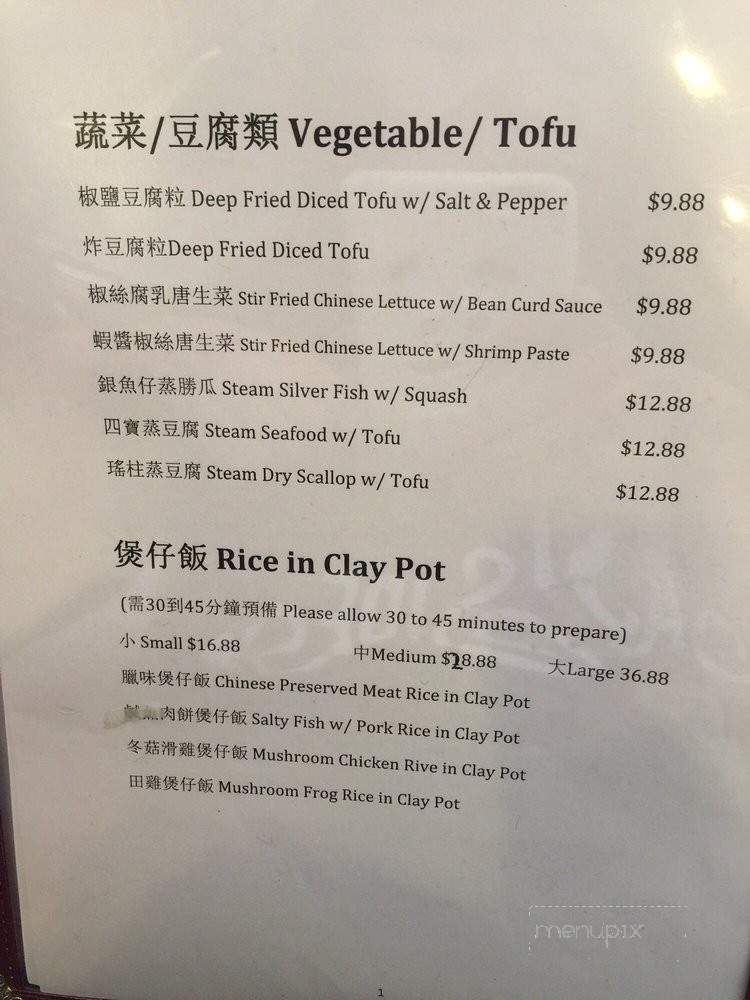 蔬菜/豆腐類 Vegetable/ Tofu
椒鹽豆腐粒 Deep Fried Diced Tofu w/ Salt & Pepper $9.88
炸豆腐粒Deep Fried Diced Tofu $9.88
椒絲腐乳唐生菜 Stir Fried Chinese Lettuce w/ Bean Curd Sauce $9.88
蝦醬椒絲唐生菜 Stir Fried Chinese Lettuce w/ Shrimp Paste $9.88
銀魚仔蒸勝瓜 Steam Silver Fish w/ Squash $12.88
四寶蒸豆腐 Steam Seafood w/ Tofu $12.88
瑤柱蒸豆腐 Steam Dry Scallop w/ Tofu $12.88
煲仔飯 Rice in Clay Pot
(需30到45分鐘預備 Please allow 30 to 45 minutes to prepare)
小 Small $16.88 中Medium $28.88 大Large 36.88
臘味煲仔飯 Chinese Preserved Meat Rice in Clay Pot
肉餅煲仔飯 Salty Fish w/ Pork Rice in Clay Pot
冬菇滑雞煲仔飯 Mushroom Chicken Rive in Clay Pot
田雞煲仔飯 Mushroom Frog Rice in Clay Pot
menupix
1